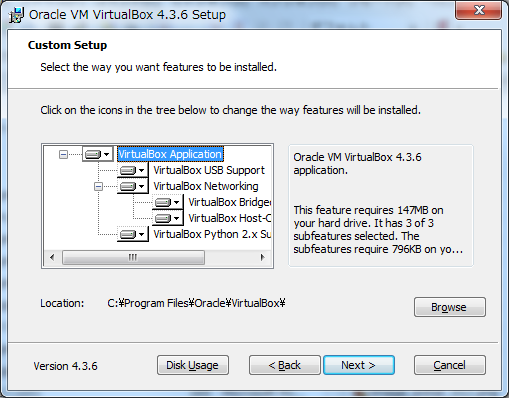 Oracle VM VirtualBox 4.3.6 Setup
Custom Setup
Select the way you want features to be installed.
Click on the icons in the tree below to change the way features will be installed.
VirtualBox Application
VirtualBox USB Support
VirtualBox Networking
VirtualBox Bridge
VirtualBox Host-O
VirtualBox Python 2.x Su
Oracle VM VirtualBox 4.3.6
application.
This feature requires 147MB on
your hard drive. It has 3 of 3
subfeatures selected. The
subfeatures require 796KB on yo...
Location: C:¥Program Files¥Oracle¥VirtualBox¥
Browse
Version 4.3.6
Disk Usage
< Back
Next >
Cancel